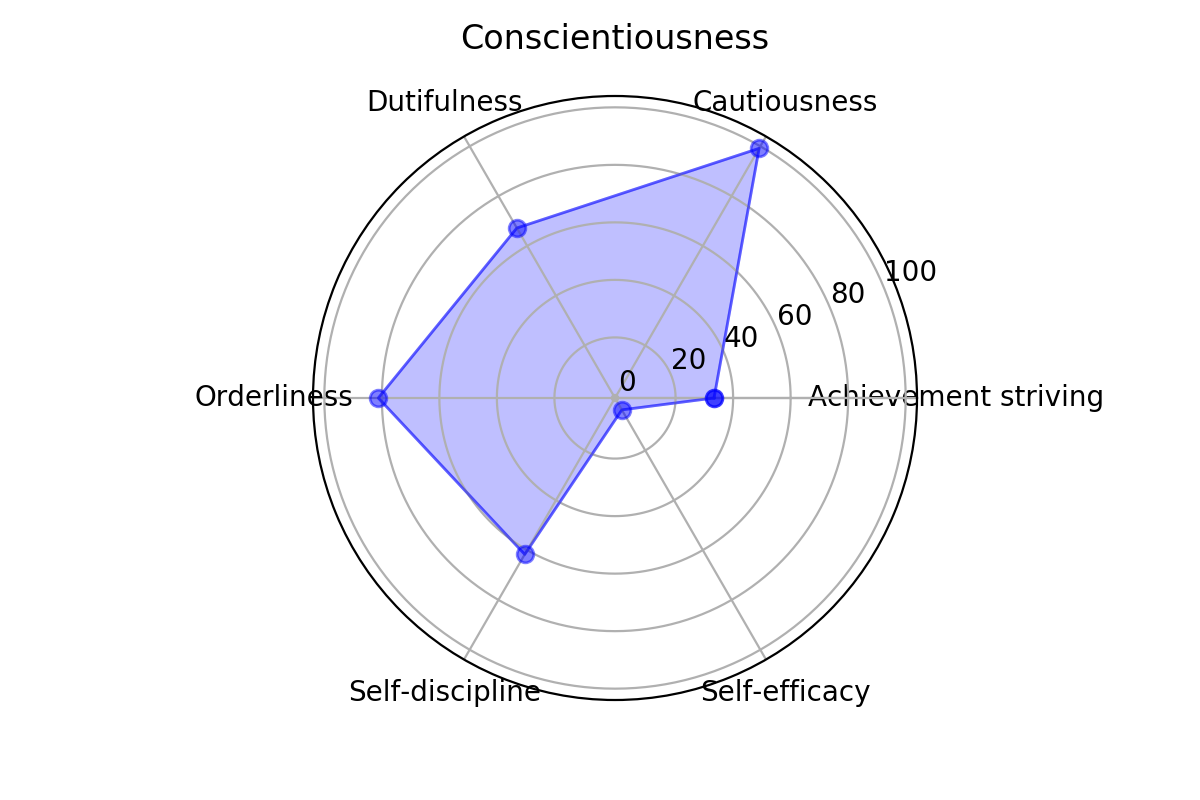 Conscientiousness
Dutifulness
Cautiousness
100
80
60
40
20
0
Orderliness
Achievement striving
Self-discipline
Self-efficacy